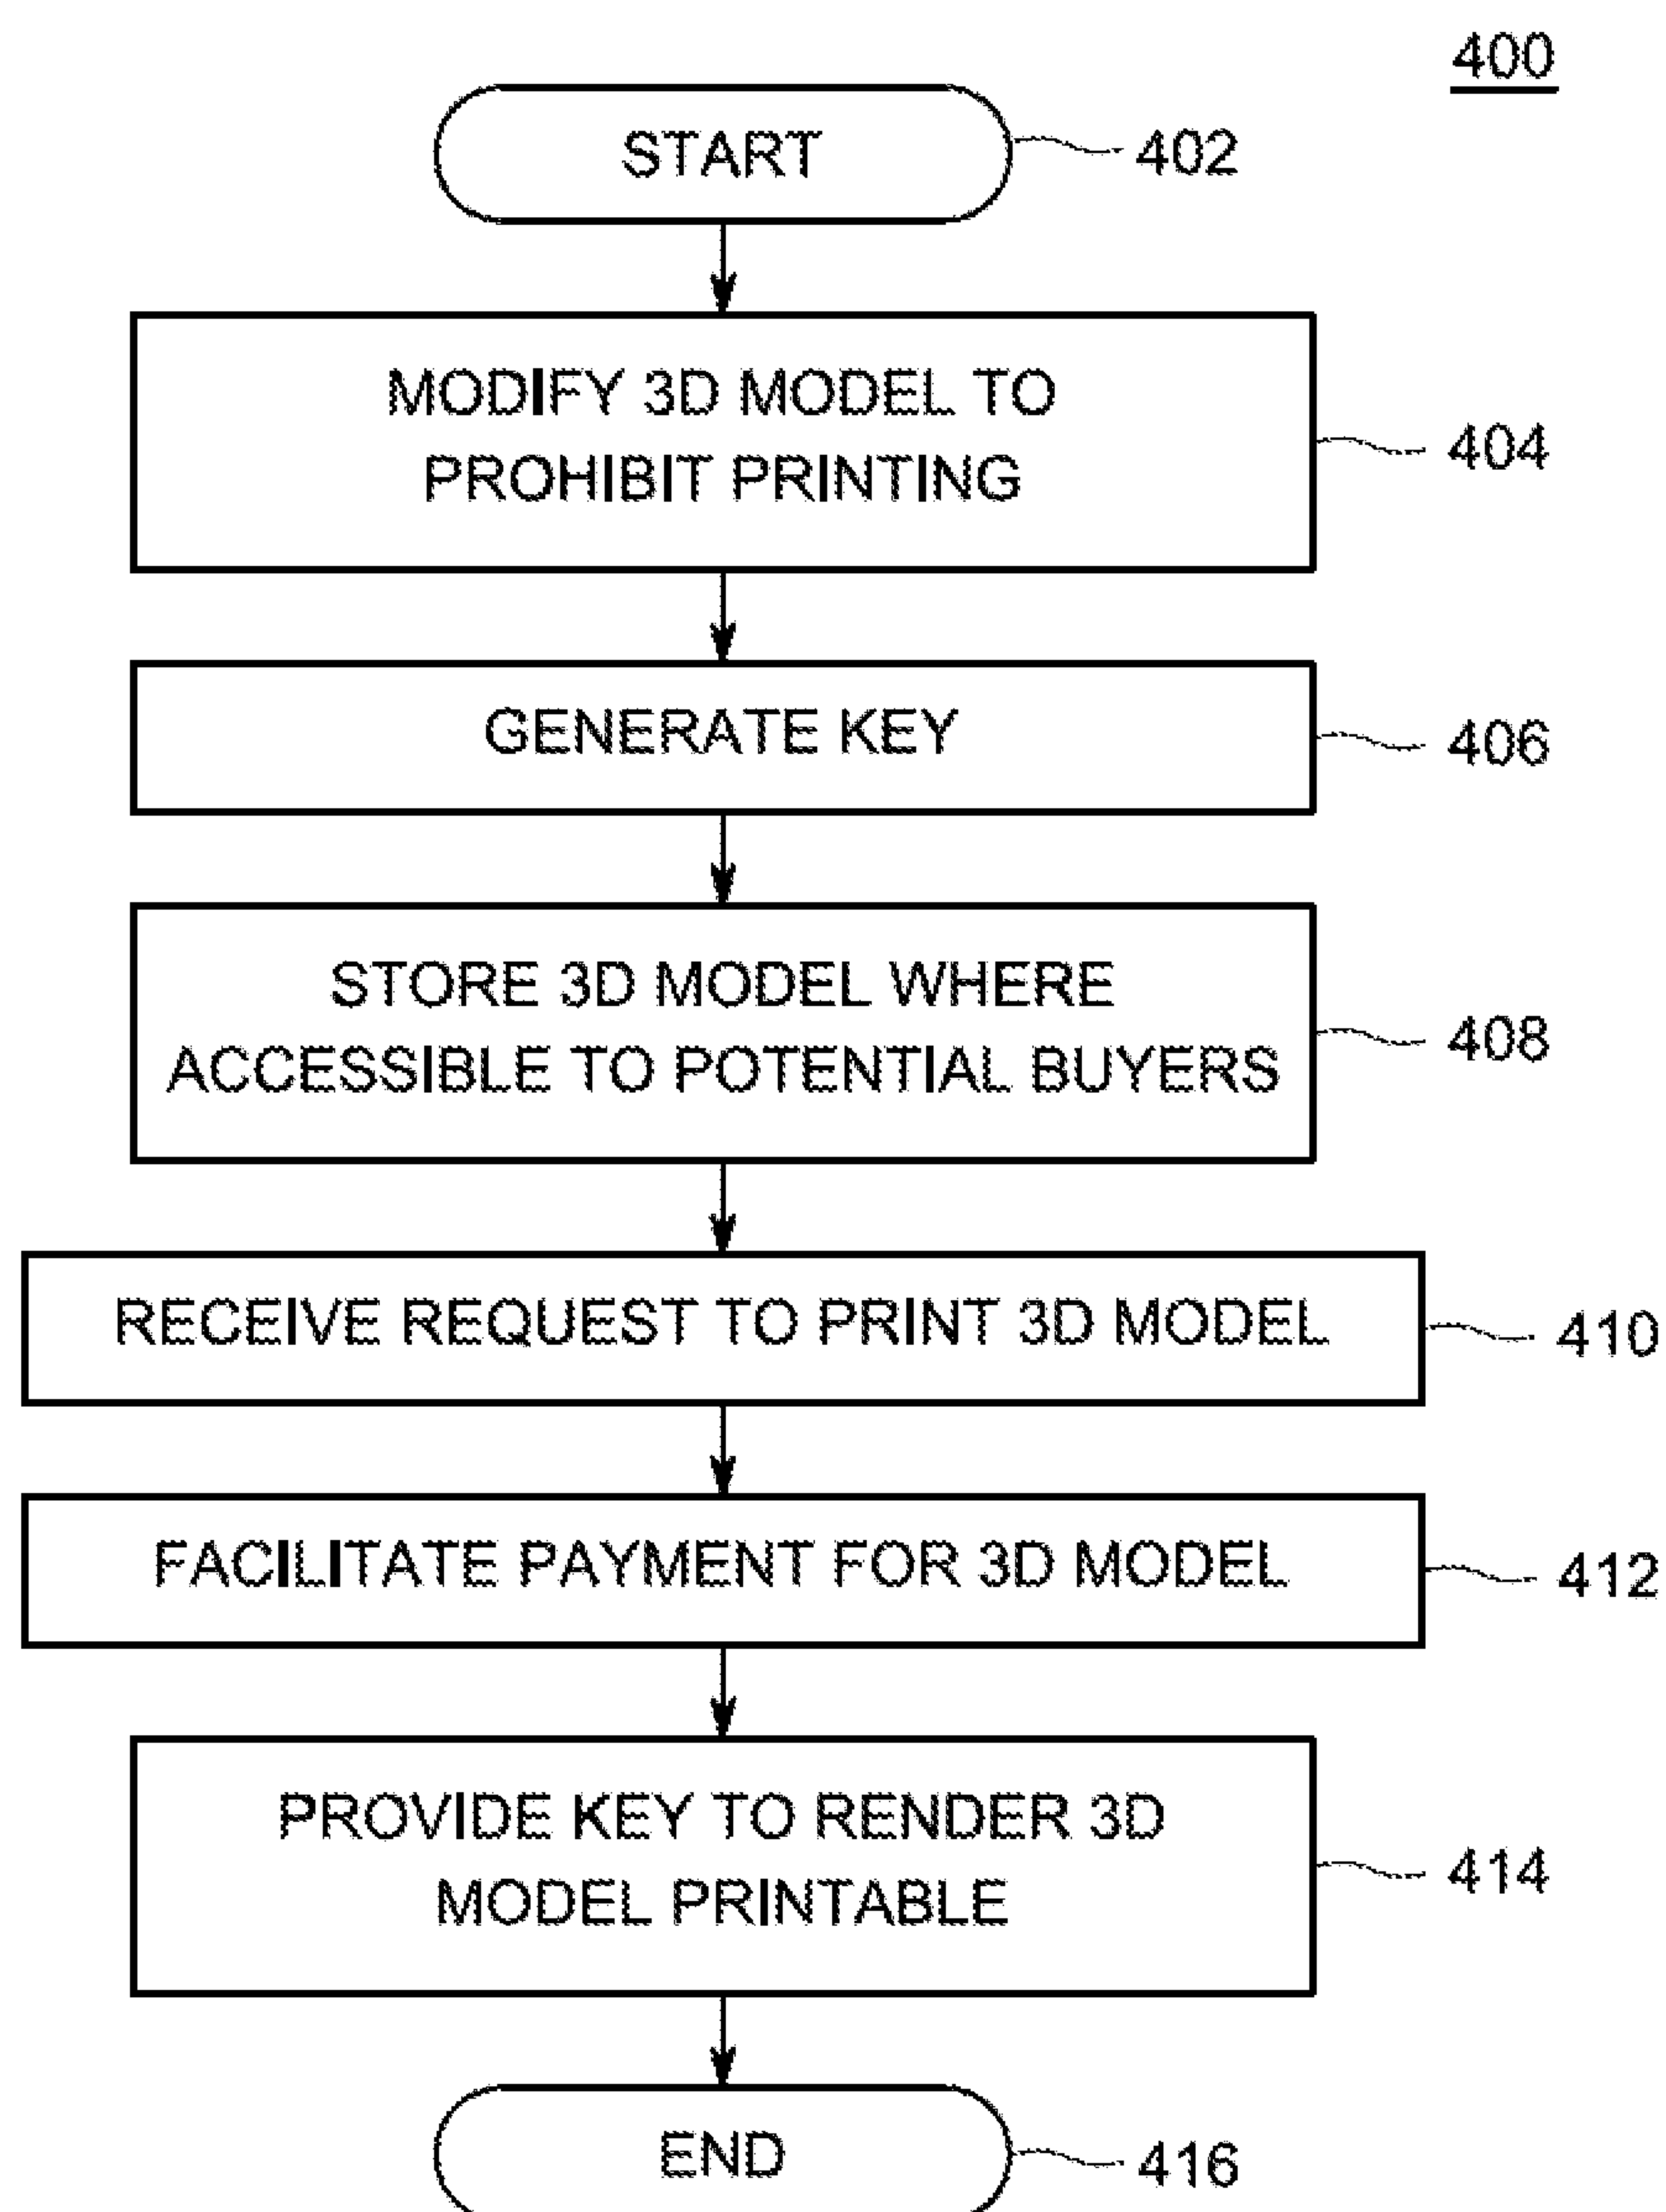 400
START
402
MODIFY 3D MODEL TO
PROHIBIT PRINTING
404
GENERATE KEY
406
STORE 3D MODEL WHERE
ACCESSIBLE TO POTENTIAL BUYERS
408
RECEIVE REQUEST TO PRINT 3D MODEL
410
FACILITATE PAYMENT FOR 3D MODEL
412
PROVIDE KEY TO RENDER 3D
MODEL PRINTABLE
414
END
416